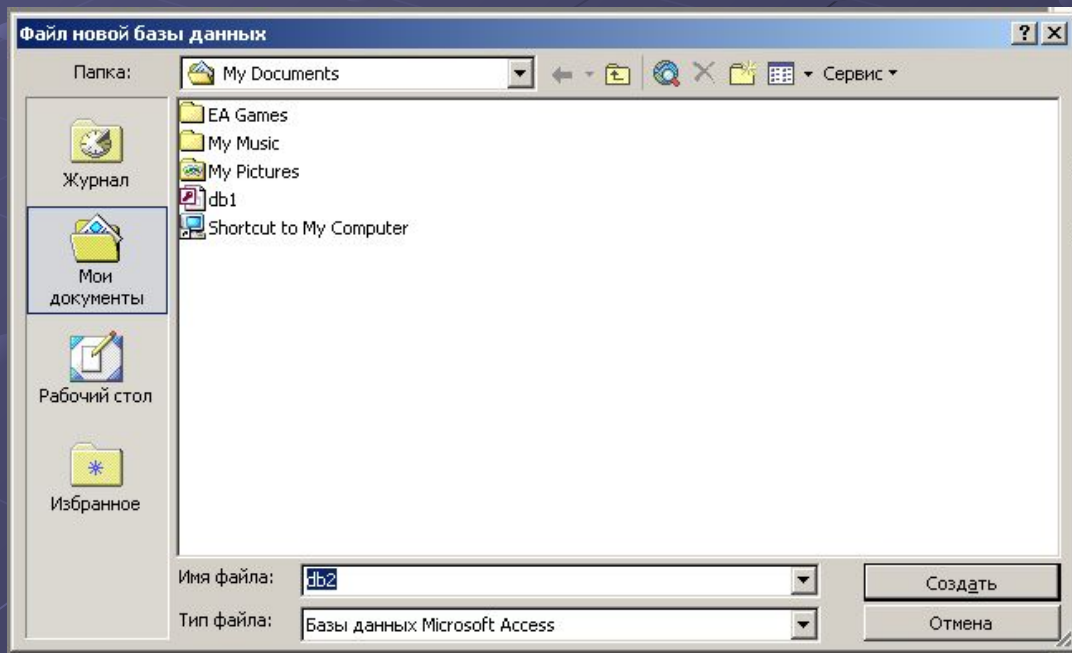 Файл новой базы данных
Папка: My Documents Сервис
EA Games
My Music
My Pictures
db1
Shortcut to My Computer
Журнал
Мои
документы
Рабочий стол
Избранное
Имя файла: db2 Создать
Тип файла: Базы данных Microsoft Access Отмена